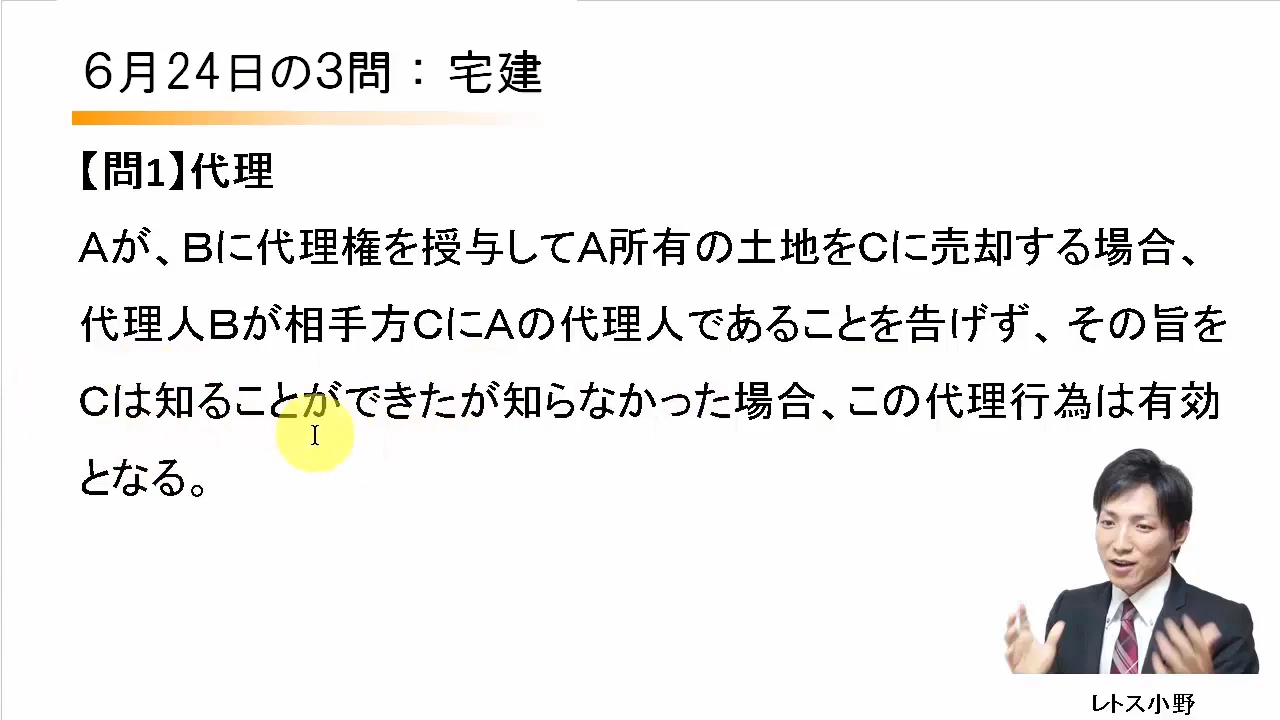 6月24日の3問：宅建
【問1】代理
Aが、Bに代理権を授与してA所有の土地をCに売却する場合、
代理人Bが相手方CにAの代理人であることを告げず、その旨を
Cは知ることができたが知らなかった場合、この代理行為は有効
となる。
レトス小野